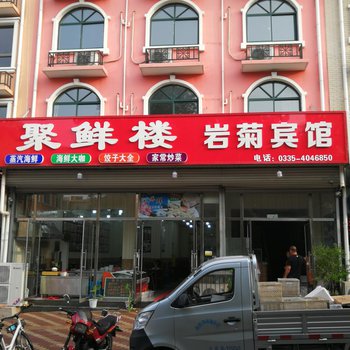 聚鲜楼 岩菊宾馆
蒸汽海鲜 海鲜大咖 饺子大全 家常炒菜 电话:0335-4046850